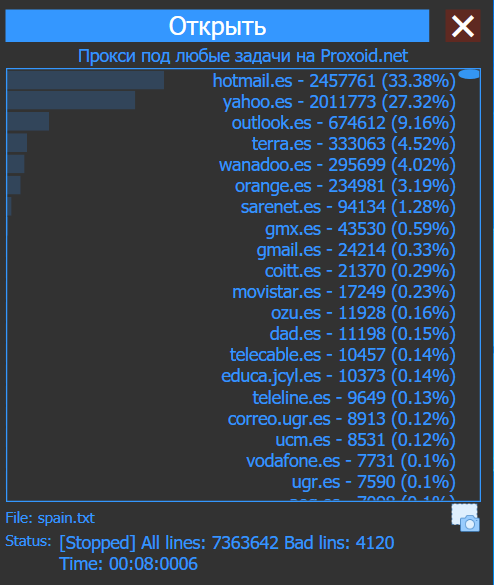 Открыть
Прокси под любые задачи на Proxoid.net
hotmail.es - 2457761 (33.38%)
yahoo.es - 2011773 (27.32%)
outlook.es - 674612 (9.16%)
terra.es - 333063 (4.52%)
wanadoo.es - 295699 (4.02%)
orange.es - 234981 (3.19%)
sarenet.es - 94134 (1.28%)
gmx.es - 43530 (0.59%)
gmail.es - 24214 (0.33%)
coitt.es - 21370 (0.29%)
movistar.es - 17249 (0.23%)
ozu.es - 11928 (0.16%)
dad.es - 11198 (0.15%)
telecable.es - 10457 (0.14%)
educa.jcyl.es - 10373 (0.14%)
teleline.es - 9649 (0.13%)
correo.ugr.es - 8913 (0.12%)
ucm.es - 8531 (0.12%)
vodafone.es - 7731 (0.1%)
ugr.es - 7590 (0.1%)
File: spain.txt
Status: [Stopped] All lines: 7363642 Bad lins: 4120
Time: 00:08:0006